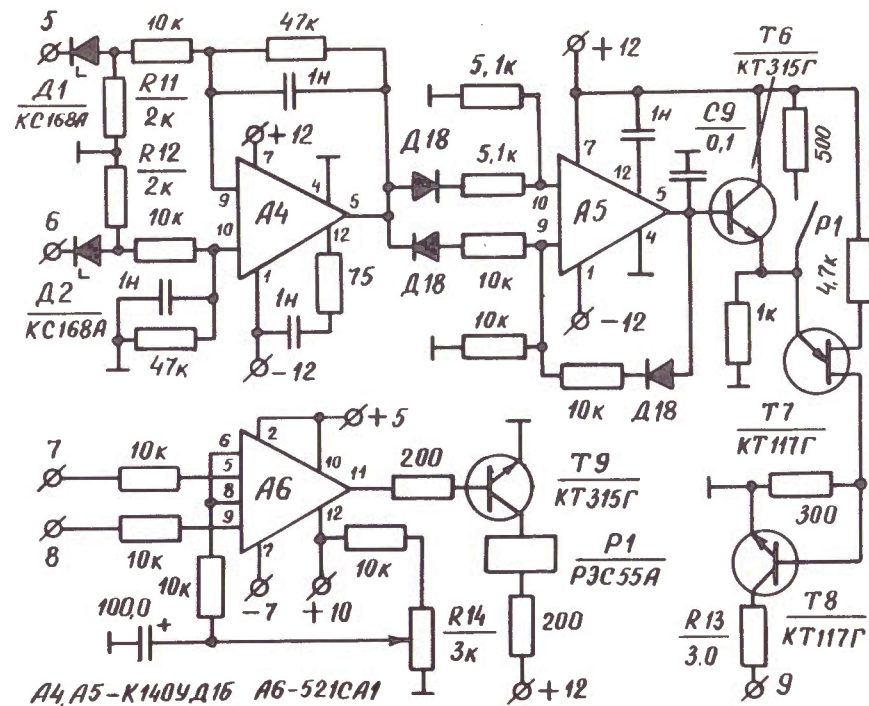 5
10к
47к
Д1
КС168А
R11
2к
1н
+12
7
4
R12
2к
9
А4
5
6
10к
10
12
1
75
Д2
КС168А
1н
47к
1н
-12
Д18
5,1к
5,1к
Д18
10к
10к
+12
7
12
1н
С9
0,1
10
А5
5
9
4
1
-12
10к
Д18
Т6
КТ315Г
500
Р1
4,7к
1к
Т7
КТ117Г
300
Т8
КТ117Г
R13
3.0
9
7
10к
8
10к
6
5
8
9
2
+5
10
А6
11
12
7
-7
+10
10к
10к
100,0
+
R14
3к
200
Т9
КТ315Г
Р1
РЭС55А
200
+12
А4,А5-К140УД1Б А6-521СА1